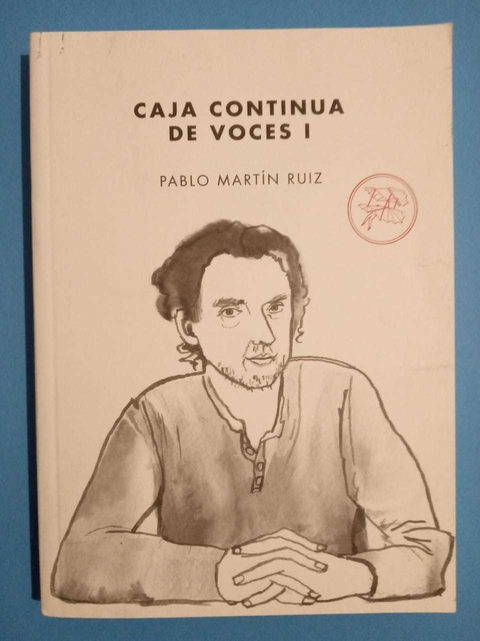 CAJA CONTINUA
DE VOCES I
PABLO MARTÍN RUIZ